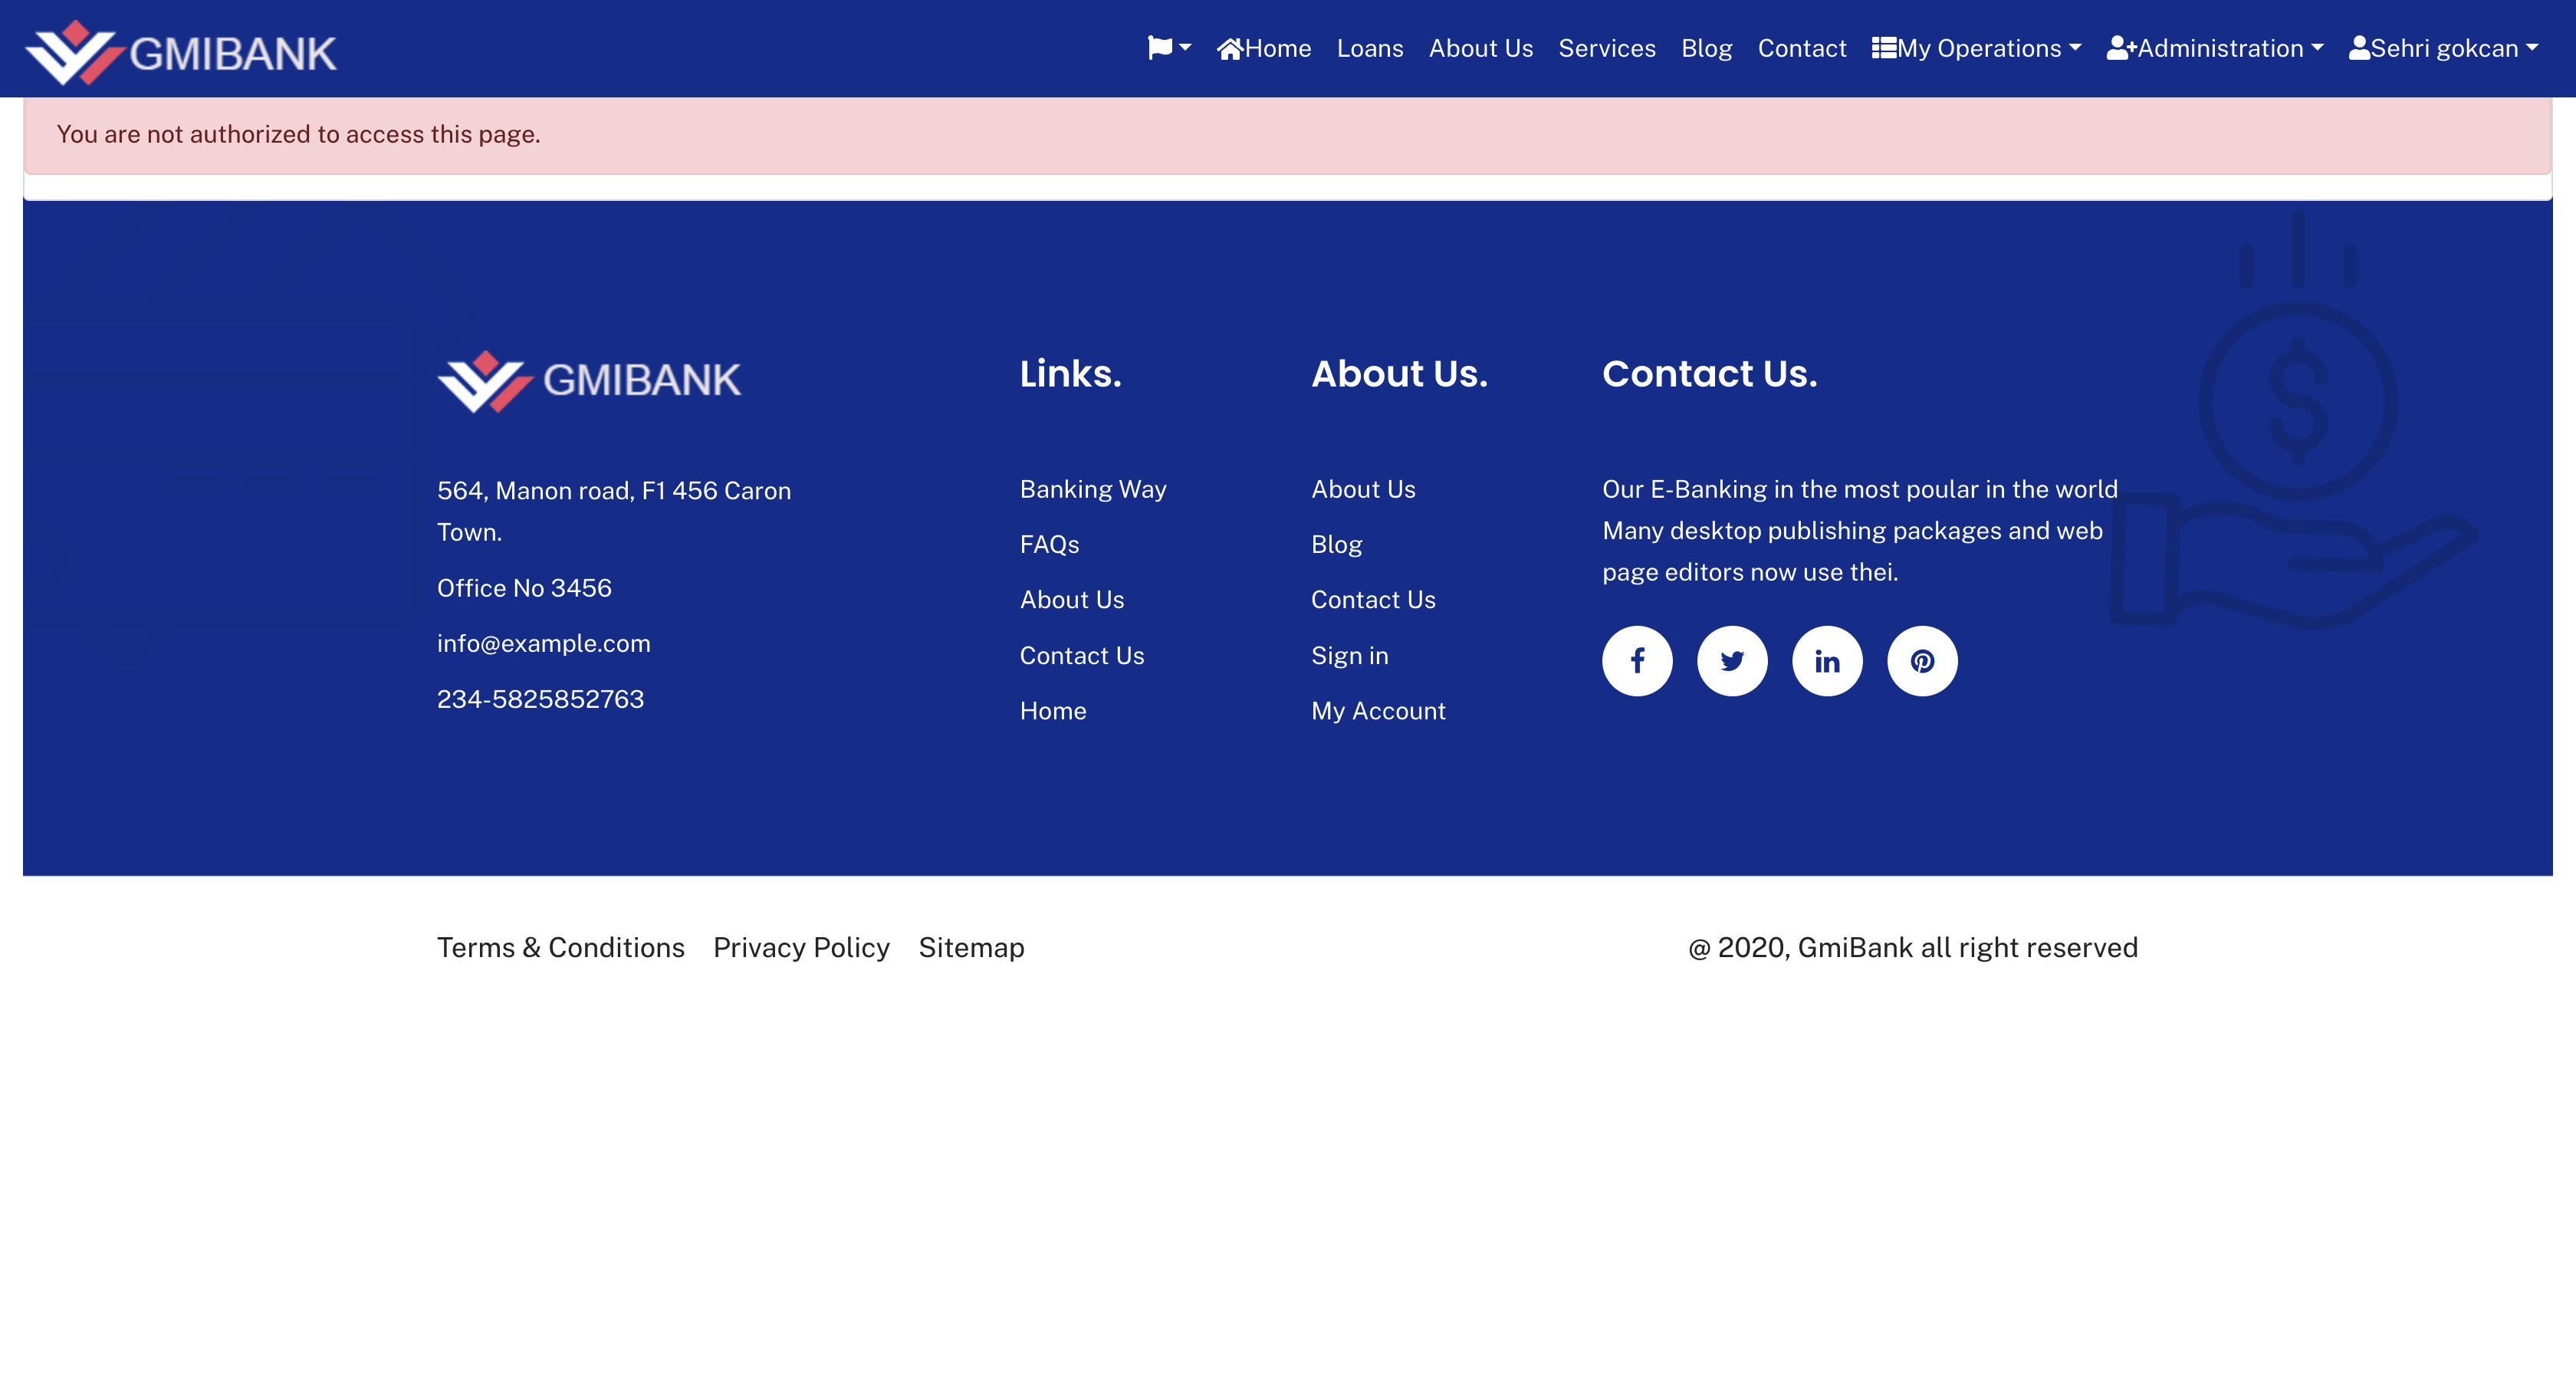 GMIBANK
Home Loans About Us Services Blog Contact My Operations Administration Sehri gokcan
You are not authorized to access this page.
GMIBANK
564, Manon road, F1 456 Caron
Town.
Office No 3456
info@example.com
234-5825852763
Links.
Banking Way
FAQs
About Us
Contact Us
Home
About Us.
About Us
Blog
Contact Us
Sign in
My Account
Contact Us.
Our E-Banking in the most poular in the world
Many desktop publishing packages and web
page editors now use thei.
Terms & Conditions Privacy Policy Sitemap
@ 2020, GmiBank all right reserved